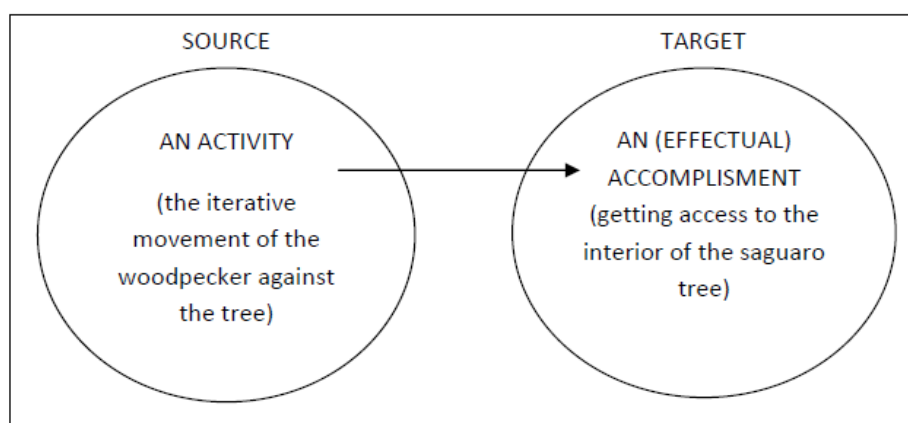 SOURCE
TARGET
AN ACTIVITY
(the iterative
movement of the
woodpecker against
the tree)
AN (EFFECTUAL)
ACCOMPLISMENT
(getting access to the
interior of the saguaro
tree)